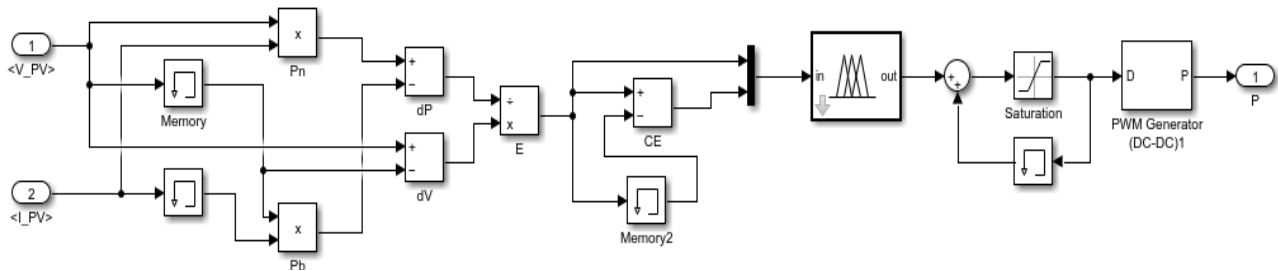 1
<V_PV>
x
Pn
Memory
+
−
dP
÷
x
E
+
−
dV
2
<I_PV>
x
Pb
+
−
CE
Memory2
in
out
+
+
Saturation
D
P
PWM Generator
(DC-DC)1
1
P